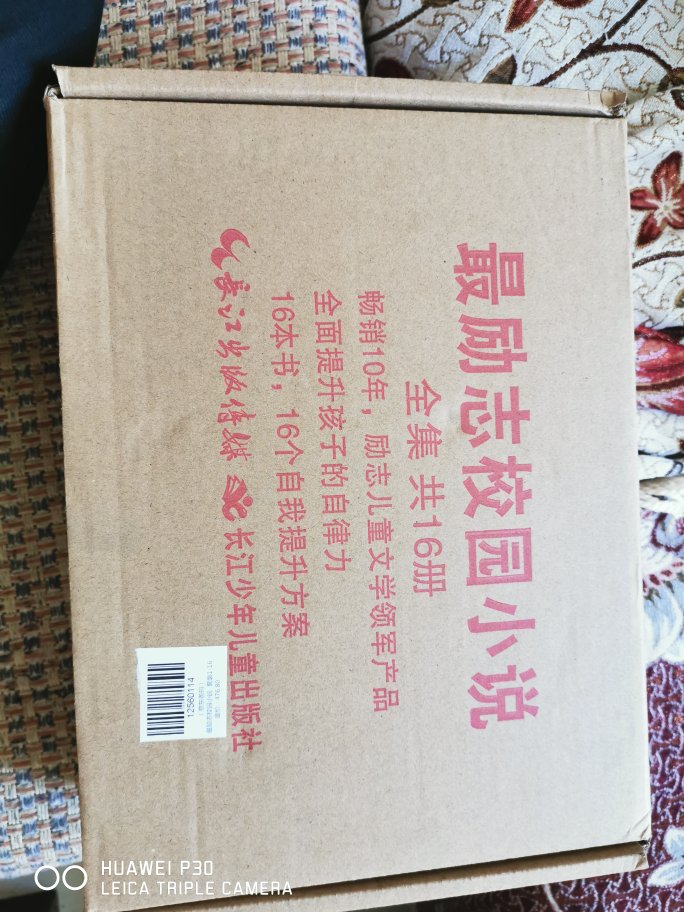 最励志校园小说
全集 共16册
畅销10年，励志儿童文学领军产品
全面提升孩子的自律力
16本书，16个自我提升方案
长江出版传媒 长江少年儿童出版社
12560114
HUAWEI P30
LEICA TRIPLE CAMERA